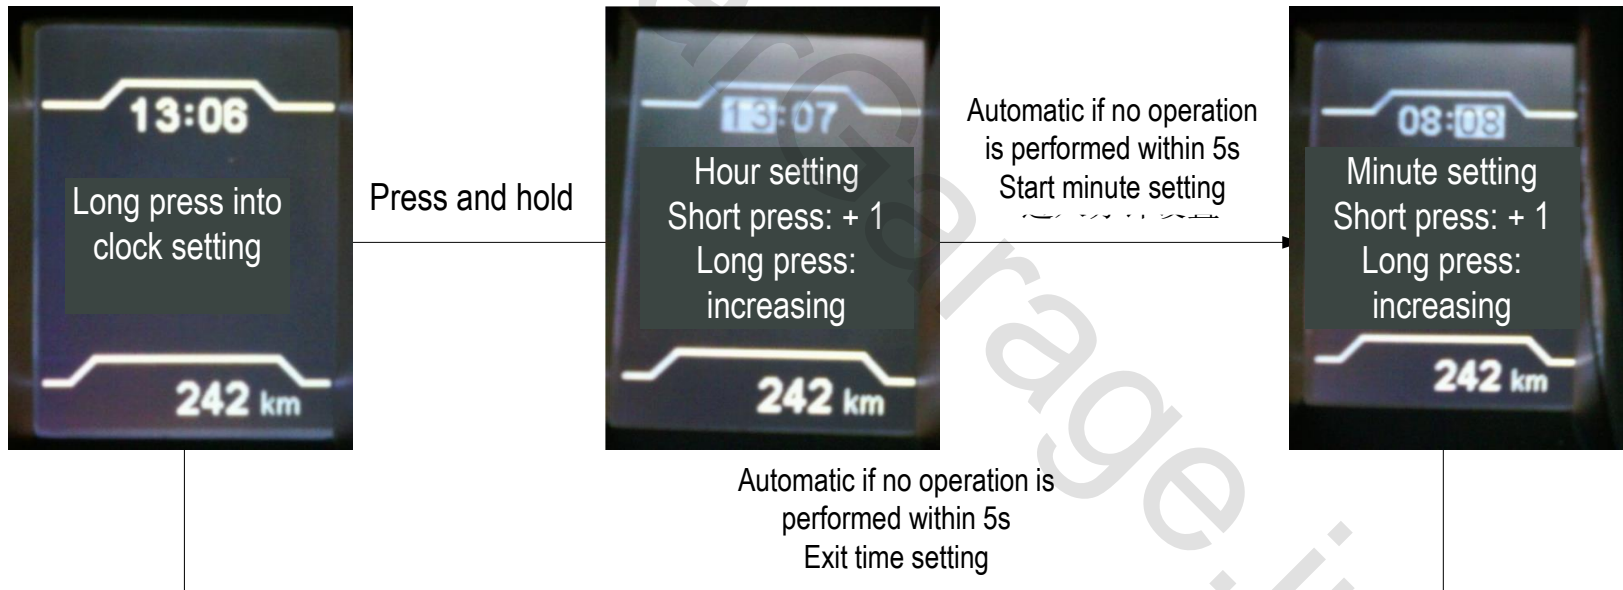 13:06
Long press into
clock setting
242 km
Press and hold
13:07
Hour setting
Short press: + 1
Long press:
increasing
242 km
Automatic if no operation
is performed within 5s
Start minute setting
08:08
Minute setting
Short press: + 1
Long press:
increasing
242 km
Automatic if no operation is
performed within 5s
Exit time setting